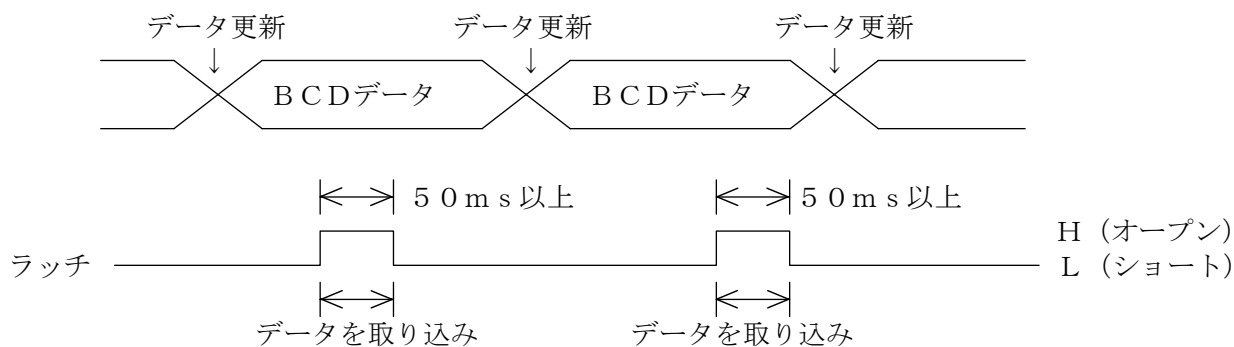 データ更新 データ更新 データ更新
↓ ↓ ↓
ＢＣＤデータ ＢＣＤデータ
５０ｍｓ以上 ５０ｍｓ以上
Ｈ（オープン）
ラッチ Ｌ（ショート）
データを取り込み データを取り込み